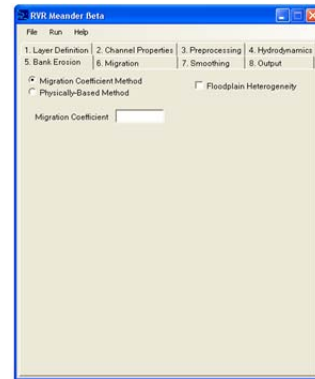 RVR Meander Beta
File Run Help
1. Layer Definition 2. Channel Properties 3. Preprocessing 4. Hydrodynamics
5. Bank Erosion 6. Migration 7. Smoothing 8. Output
Migration Coefficient Method
Floodplain Heterogeneity
Physically-Based Method
Migration Coefficient